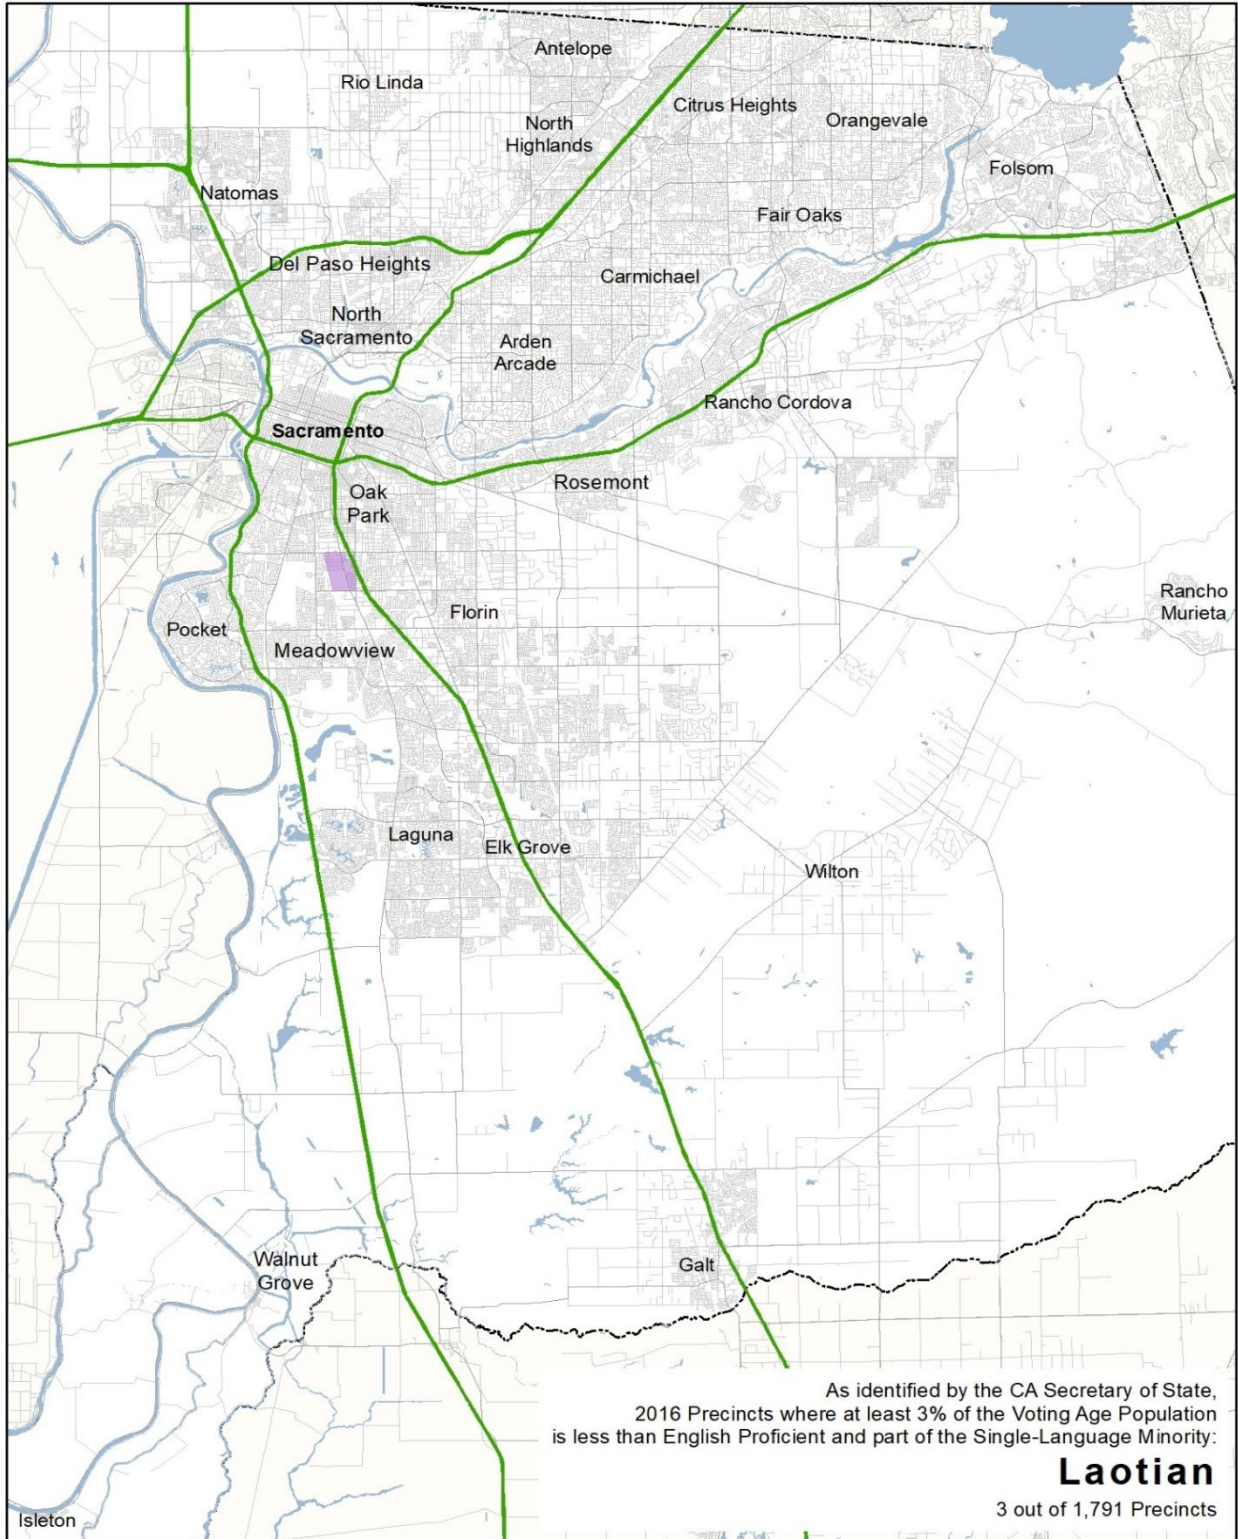 Antelope
Rio Linda
Citrus Heights
North
Highlands
Orangevale
Folsom
Natomas
Fair Oaks
Del Paso Heights
Carmichael
North
Sacramento
Arden
Arcade
Rancho Cordova
Sacramento
Rosemont
Oak
Park
Rancho
Murieta
Florin
Pocket
Meadowview
Laguna
Elk Grove
Wilton
Walnut
Grove
Galt
As identified by the CA Secretary of State,
2016 Precincts where at least 3% of the Voting Age Population
is less than English Proficient and part of the Single-Language Minority:
Laotian
3 out of 1,791 Precincts
Isleton